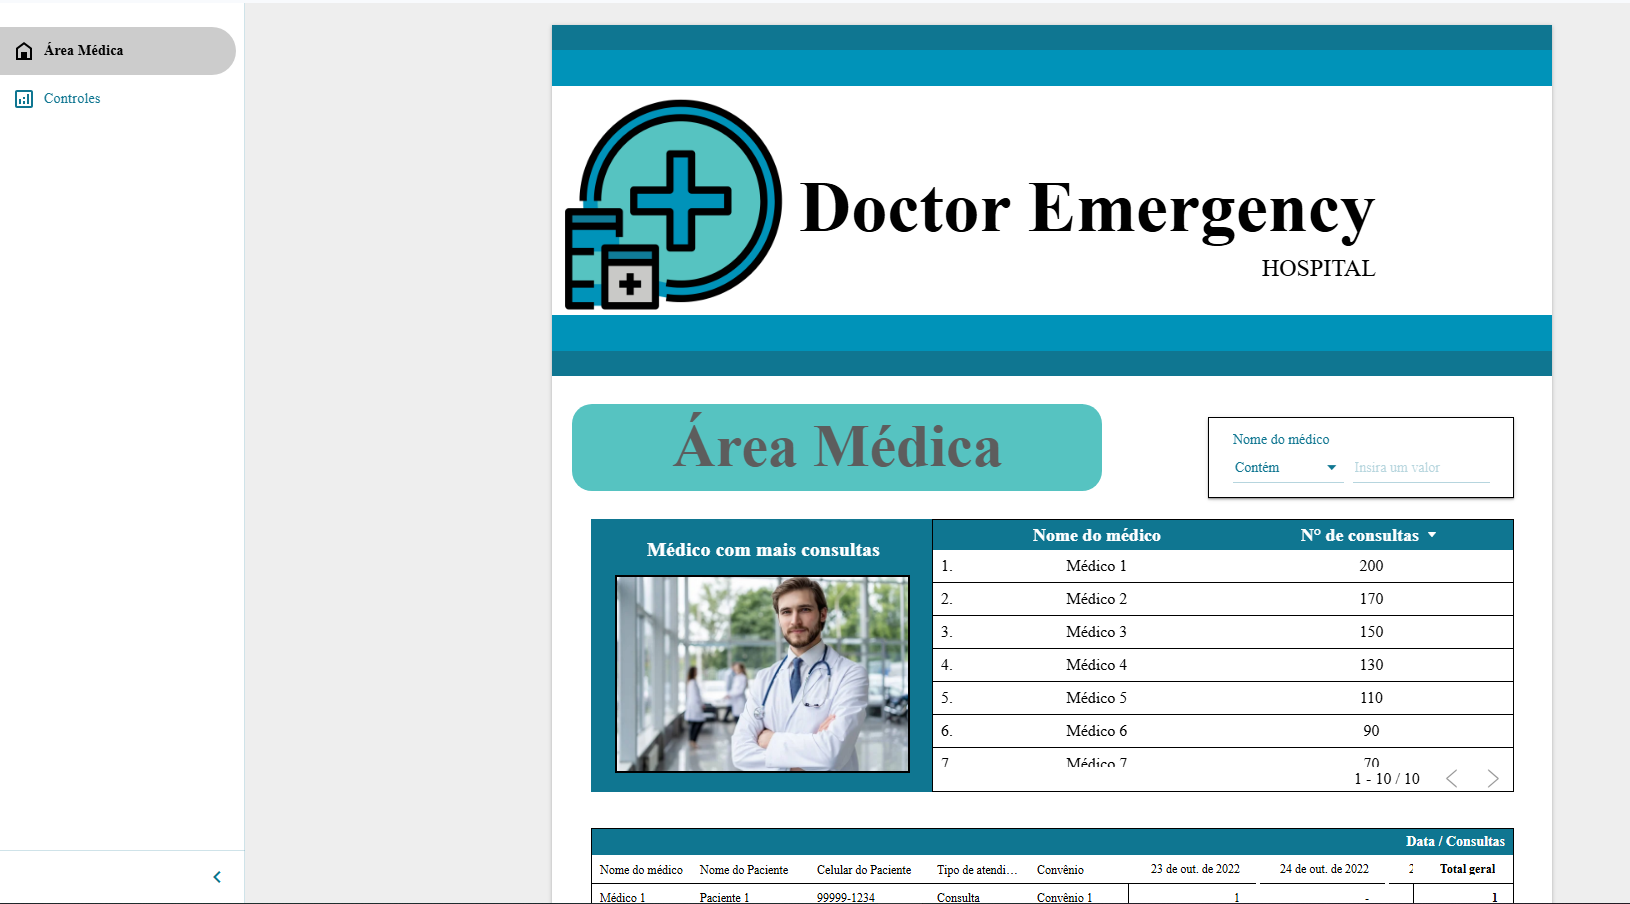 Área Médica
Controles
Doctor Emergency
HOSPITAL
Área Médica
Nome do médico
Contém Insira um valor
Médico com mais consultas
Nome do médico Nº de consultas
1. Médico 1 200
2. Médico 2 170
3. Médico 3 150
4. Médico 4 130
5. Médico 5 110
6. Médico 6 90
7 Médico 7 70
1 - 10 / 10
Data / Consultas
Nome do médico Nome do Paciente Celular do Paciente Tipo de atendi… Convênio 23 de out. de 2022 24 de out. de 2022 2 Total geral
Médico 1 Paciente 1 99999-1234 Consulta Convênio 1 1 - 1